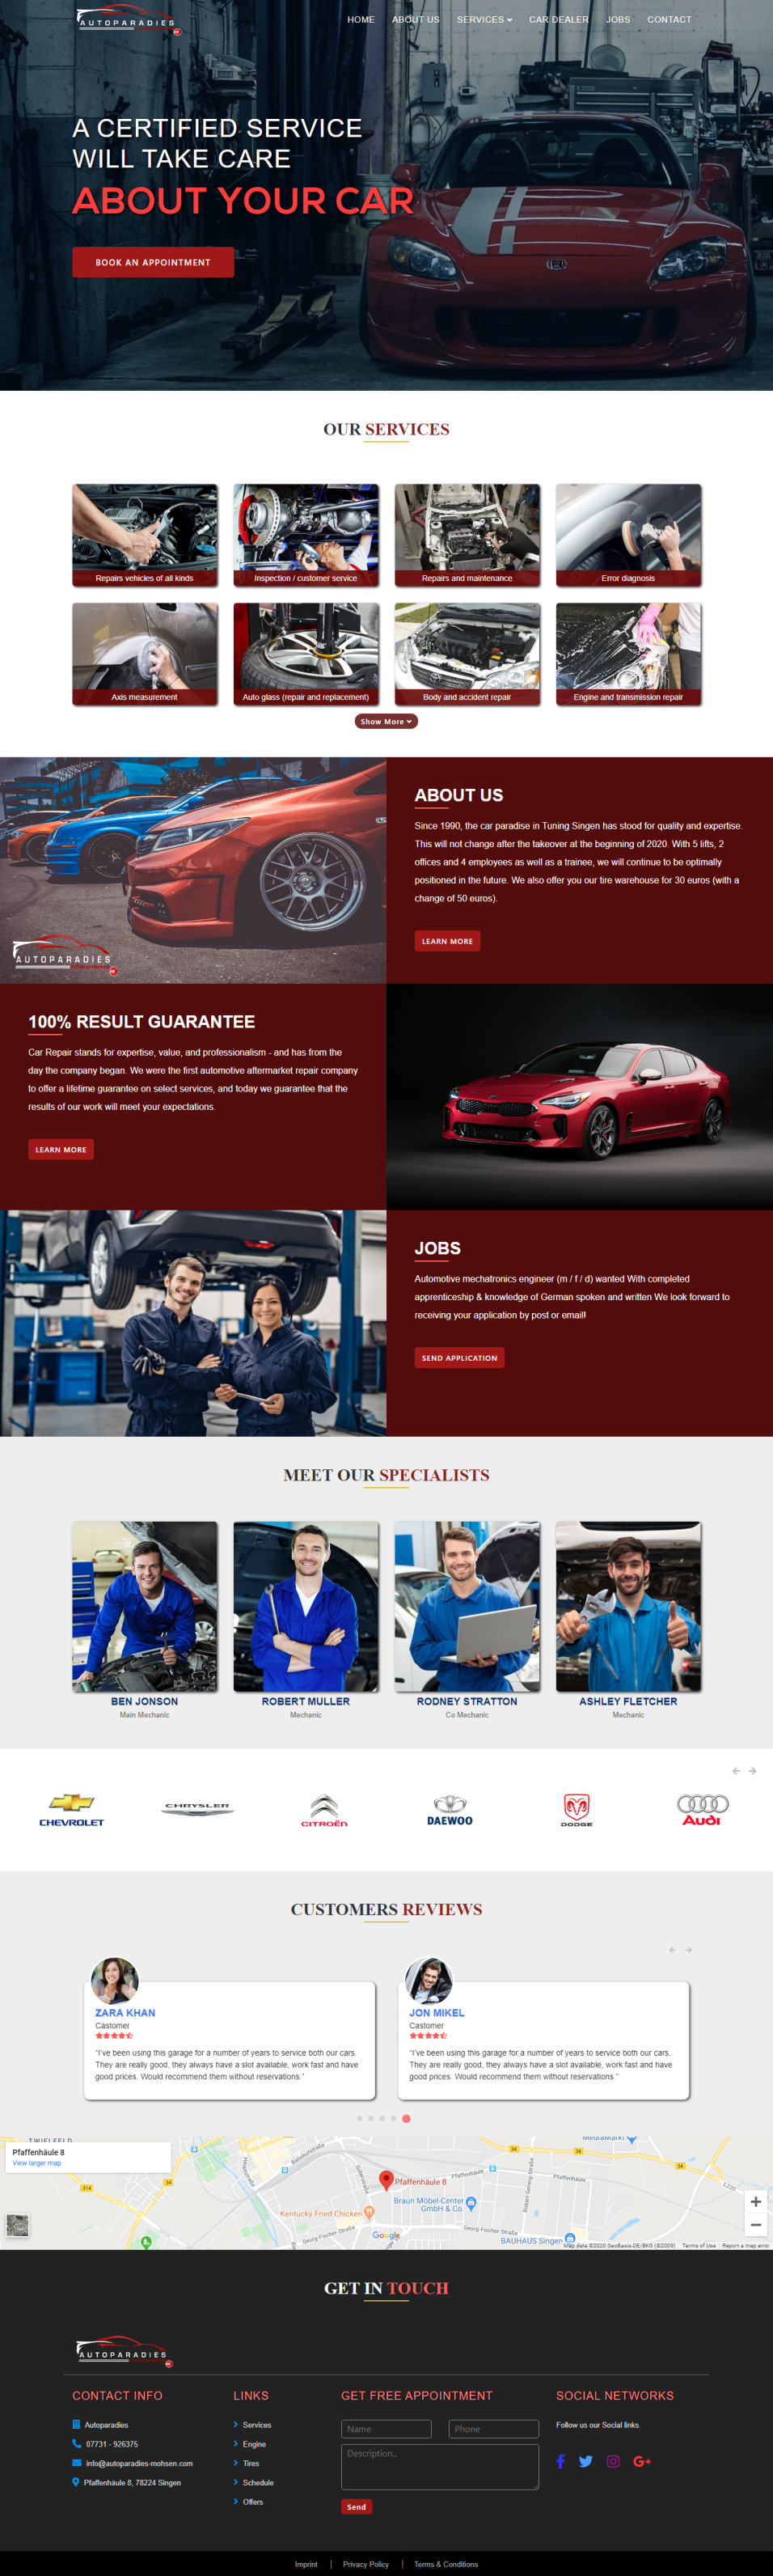 AUTOPARADIES
HOME ABOUT US SERVICES CAR DEALER JOBS CONTACT
A CERTIFIED SERVICE
WILL TAKE CARE
ABOUT YOUR CAR
BOOK AN APPOINTMENT
OUR SERVICES
Repairs vehicles of all kinds
Inspection / customer service
Repairs and maintenance
Error diagnosis
Axis measurement
Auto glass (repair and replacement)
Body and accident repair
Engine and transmission repair
Show More
ABOUT US
Since 1990, the car paradise in Tuning Singen has stood for quality and expertise.
This will not change after the takeover at the beginning of 2020. With 5 lifts, 2
offices and 4 employees as well as a trainee, we will continue to be optimally
positioned in the future. We also offer you our tire warehouse for 30 euros (with a
change of 50 euros).
LEARN MORE
AUTOPARADIES
100% RESULT GUARANTEE
Car Repair stands for expertise, value, and professionalism - and has from the
day the company began. We were the first automotive aftermarket repair company
to offer a lifetime guarantee on select services, and today we guarantee that the
results of our work will meet your expectations.
LEARN MORE
JOBS
Automotive mechatronics engineer (m / f / d) wanted With completed
apprenticeship & knowledge of German spoken and written We look forward to
receiving your application by post or email!
SEND APPLICATION
MEET OUR SPECIALISTS
BEN JONSON
Main Mechanic
ROBERT MULLER
Mechanic
RODNEY STRATTON
Co Mechanic
ASHLEY FLETCHER
Mechanic
CHEVROLET
CHRYSLER
CITROËN
DAEWOO
DODGE
Audi
CUSTOMERS REVIEWS
ZARA KHAN
Castomer
"I've been using this garage for a number of years to service both our cars.
They are really good, they always have a slot available, work fast and have
good prices. Would recommend them without reservations."
JON MIKEL
Castomer
"I've been using this garage for a number of years to service both our cars.
They are really good, they always have a slot available, work fast and have
good prices. Would recommend them without reservations."
TWIELFELD
MediaMarkt
Pfaffenhäule 8
View larger map
Pfaffenhäule 8
Pfaffenhäule
Pfaffenhäule
Braun Möbel-Center
GmbH & Co.
Kentucky Fried Chicken
Georg-Fischer-Straße
Georg-Fischer-Straße
BAUHAUS Singen
Google
314
34
34
34
34
L220
Map data ©2020 GeoBasis-DE/BKG (©2009) Terms of Use Report a map error
GET IN TOUCH
AUTOPARADIES
CONTACT INFO
Autoparadies
07731 - 926375
info@autoparadies-mohsen.com
Pfaffenhäule 8, 78224 Singen
LINKS
Services
Engine
Tires
Schedule
Offers
GET FREE APPOINTMENT
Name
Phone
Description..
Send
SOCIAL NETWORKS
Follow us our Social links.
G+
Imprint | Privacy Policy | Terms & Conditions